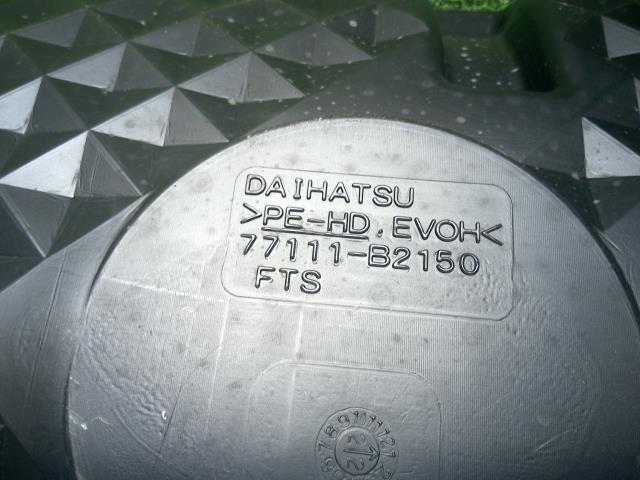 DAIHATSU
>PE-HD, EVOH<
77111-B2150
FTS